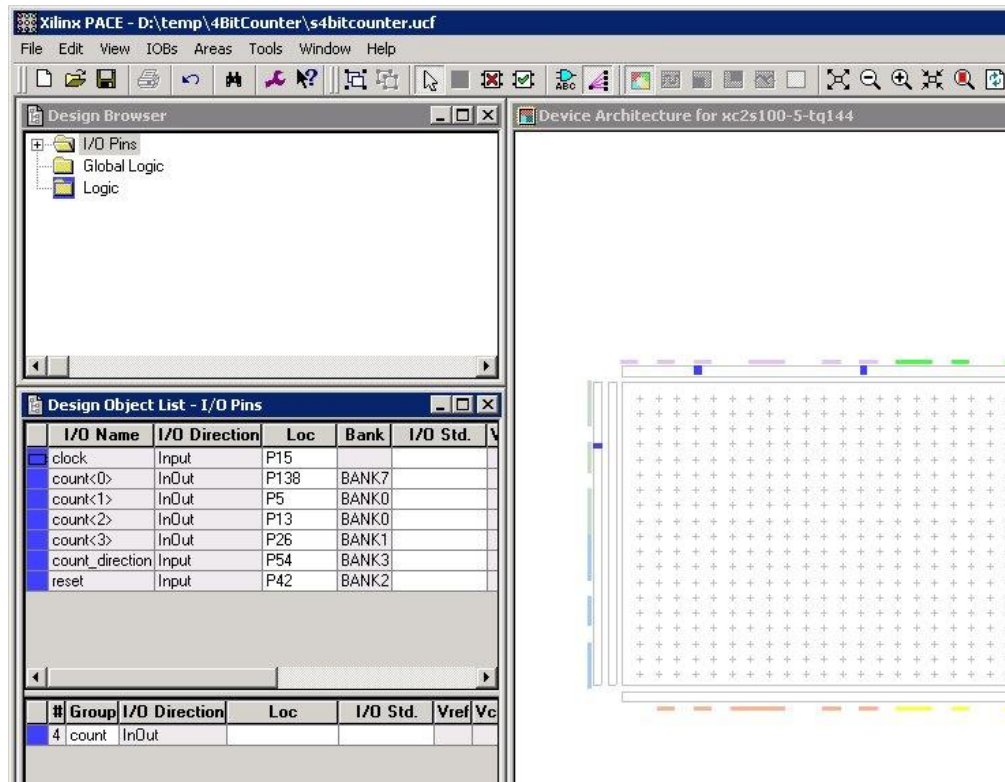 Xilinx PACE - D:\temp\4BitCounter\s4bitcounter.ucf
File Edit View IOBs Areas Tools Window Help
ABC
Design Browser
I/O Pins
Global Logic
Logic
Device Architecture for xc2s100-5-tq144
Design Object List - I/O Pins
I/O Name I/O Direction Loc Bank I/O Std. V
clock Input P15
count<0> InOut P138 BANK7
count<1> InOut P5 BANK0
count<2> InOut P13 BANK0
count<3> InOut P26 BANK1
count_direction Input P54 BANK3
reset Input P42 BANK2
# Group I/O Direction Loc I/O Std. Vref Vc
4 count InOut